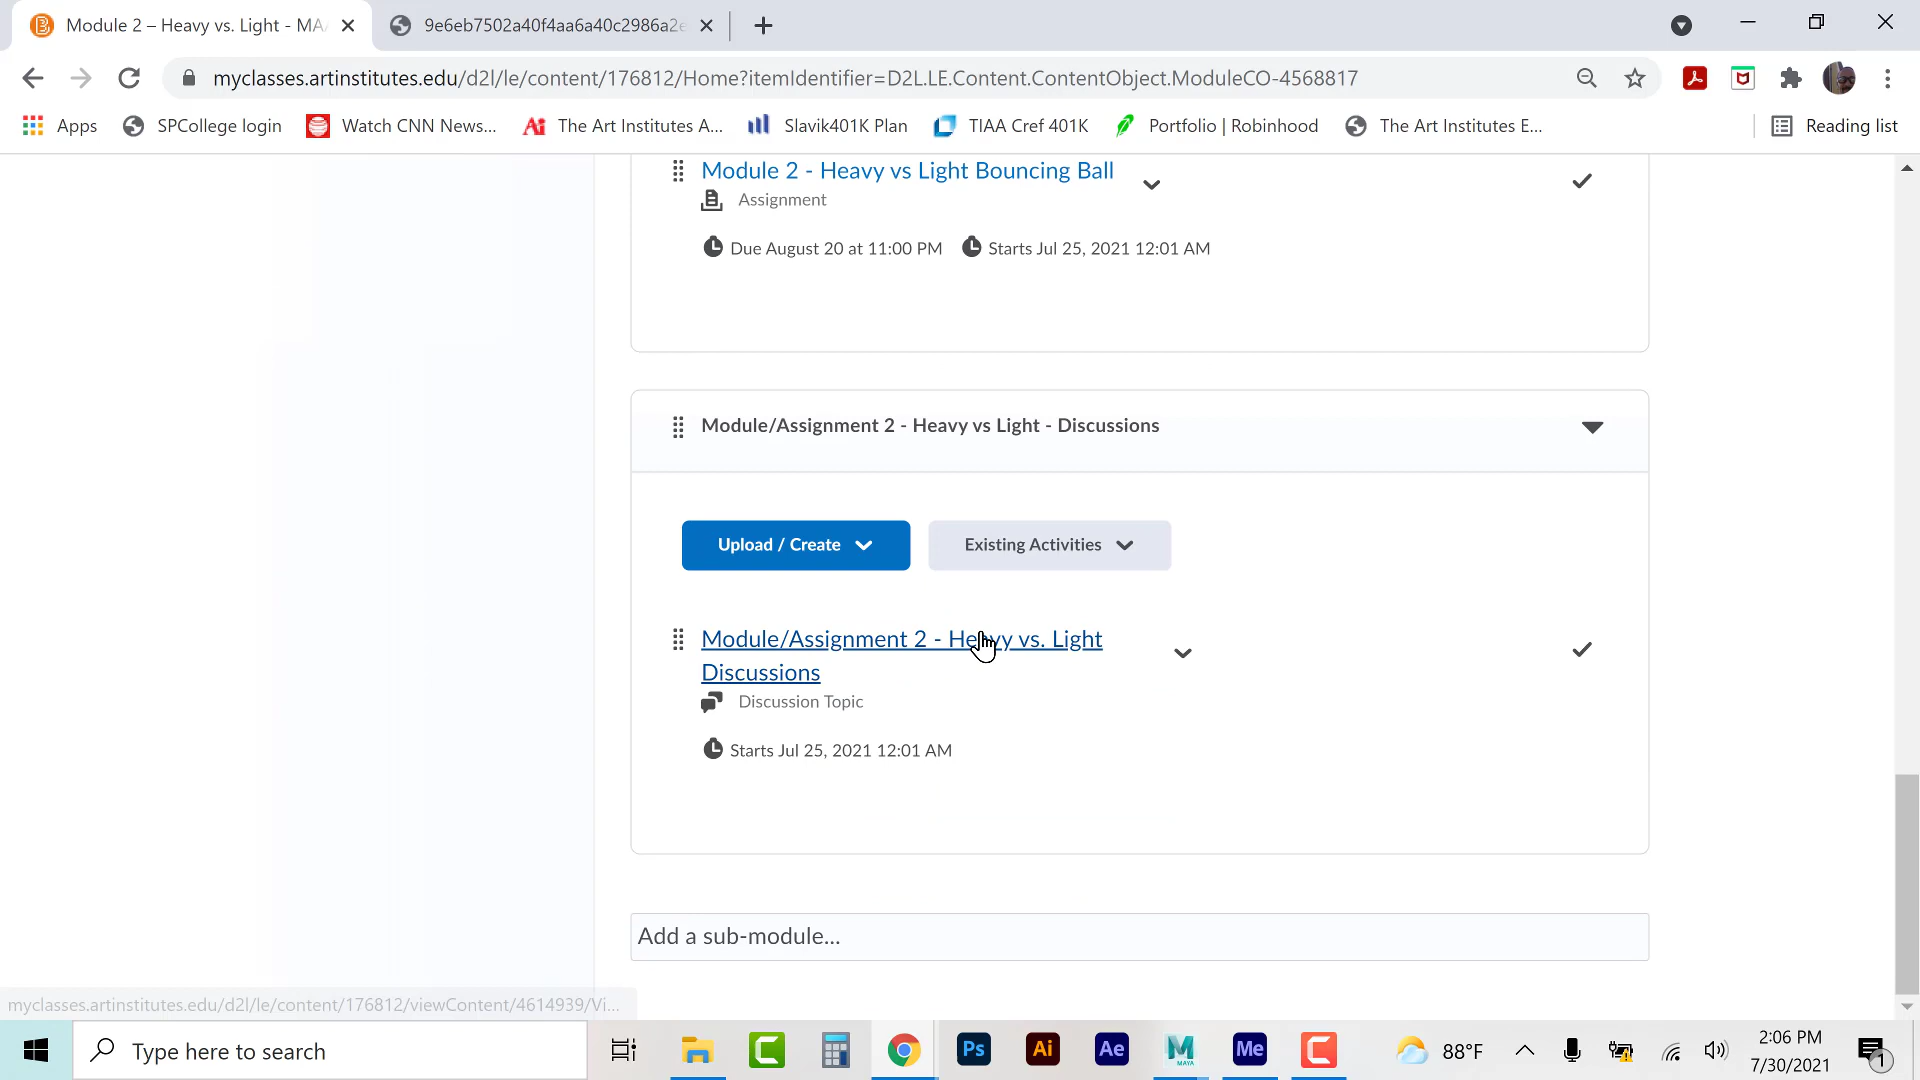 Module 2 – Heavy vs. Light - MA
9e6eb7502a40f4aa6a40c2986a2e
myclasses.artinstitutes.edu/d2l/le/content/176812/Home?itemIdentifier=D2L.LE.Content.ContentObject.ModuleCO-4568817
Apps
SPCollege login
Watch CNN News...
The Art Institutes A...
Slavik401K Plan
TIAA Cref 401K
Portfolio | Robinhood
The Art Institutes E...
Reading list
Module 2 - Heavy vs Light Bouncing Ball
Assignment
Due August 20 at 11:00 PM Starts Jul 25, 2021 12:01 AM
Module/Assignment 2 - Heavy vs Light - Discussions
Upload / Create
Existing Activities
Module/Assignment 2 - Heavy vs. Light
Discussions
Discussion Topic
Starts Jul 25, 2021 12:01 AM
Add a sub-module...
myclasses.artinstitutes.edu/d2l/le/content/176812/viewContent/4614939/Vi...
Type here to search
Ps
Ai
Ae
MAYA
Me
88°F
2:06 PM
7/30/2021
1